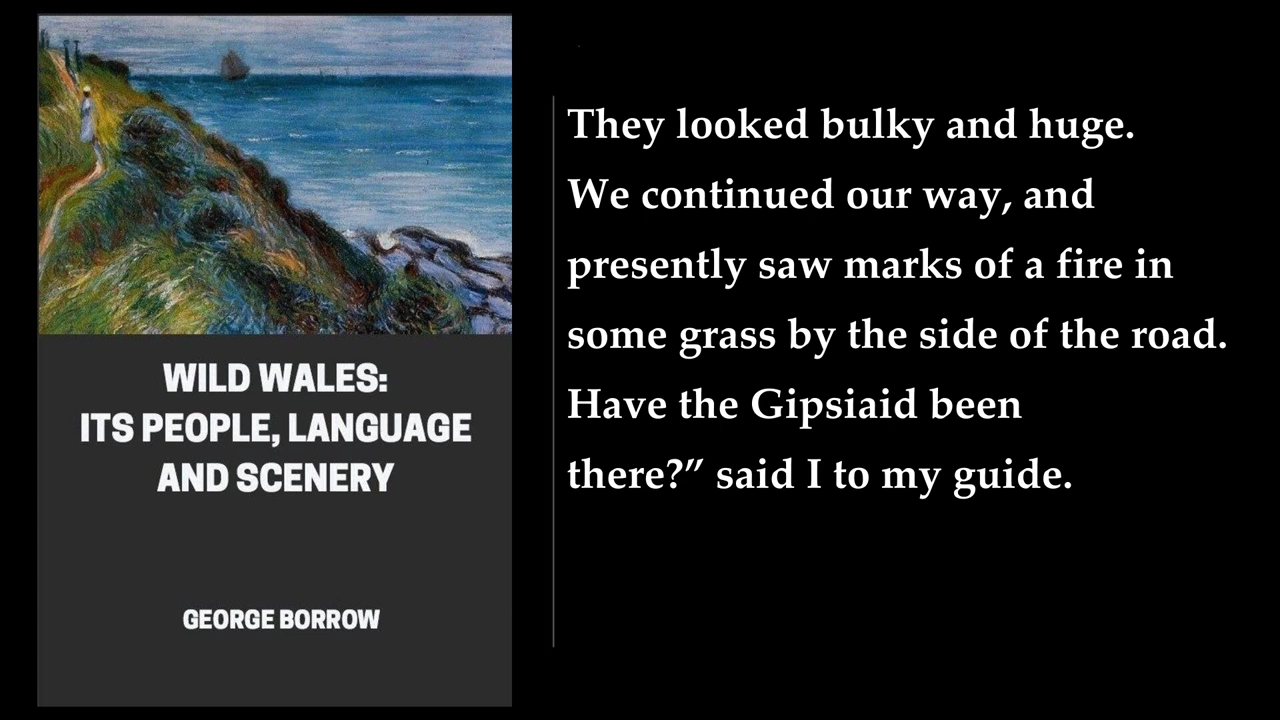 WILD WALES:
ITS PEOPLE, LANGUAGE
AND SCENERY
GEORGE BORROW
They looked bulky and huge.
We continued our way, and
presently saw marks of a fire in
some grass by the side of the road.
Have the Gipsiaid been
there?” said I to my guide.